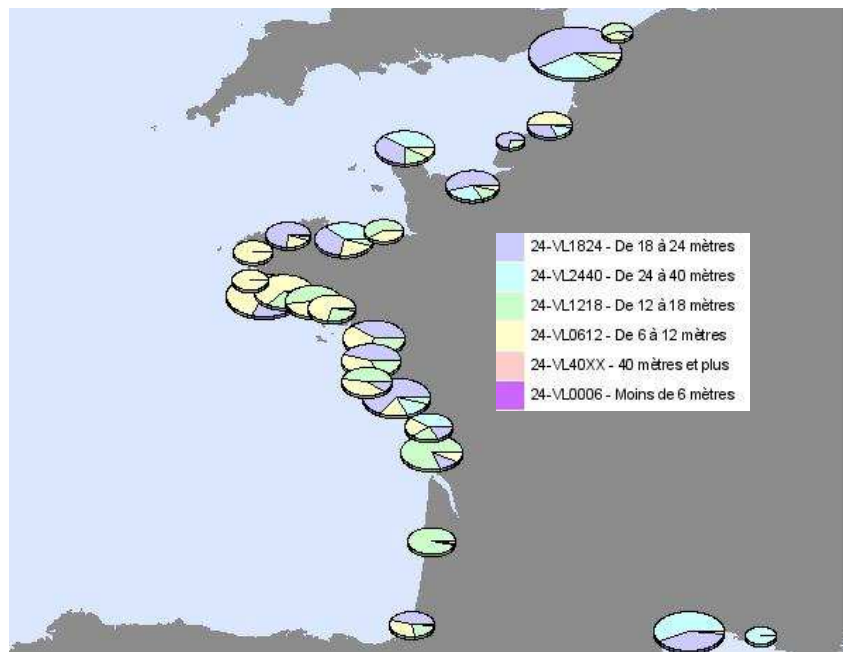 24-VL1824 - De 18 à 24 mètres
24-VL2440 - De 24 à 40 mètres
24-VL1218 - De 12 à 18 mètres
24-VL0612 - De 6 à 12 mètres
24-VL40XX - 40 mètres et plus
24-VL0006 - Moins de 6 mètres